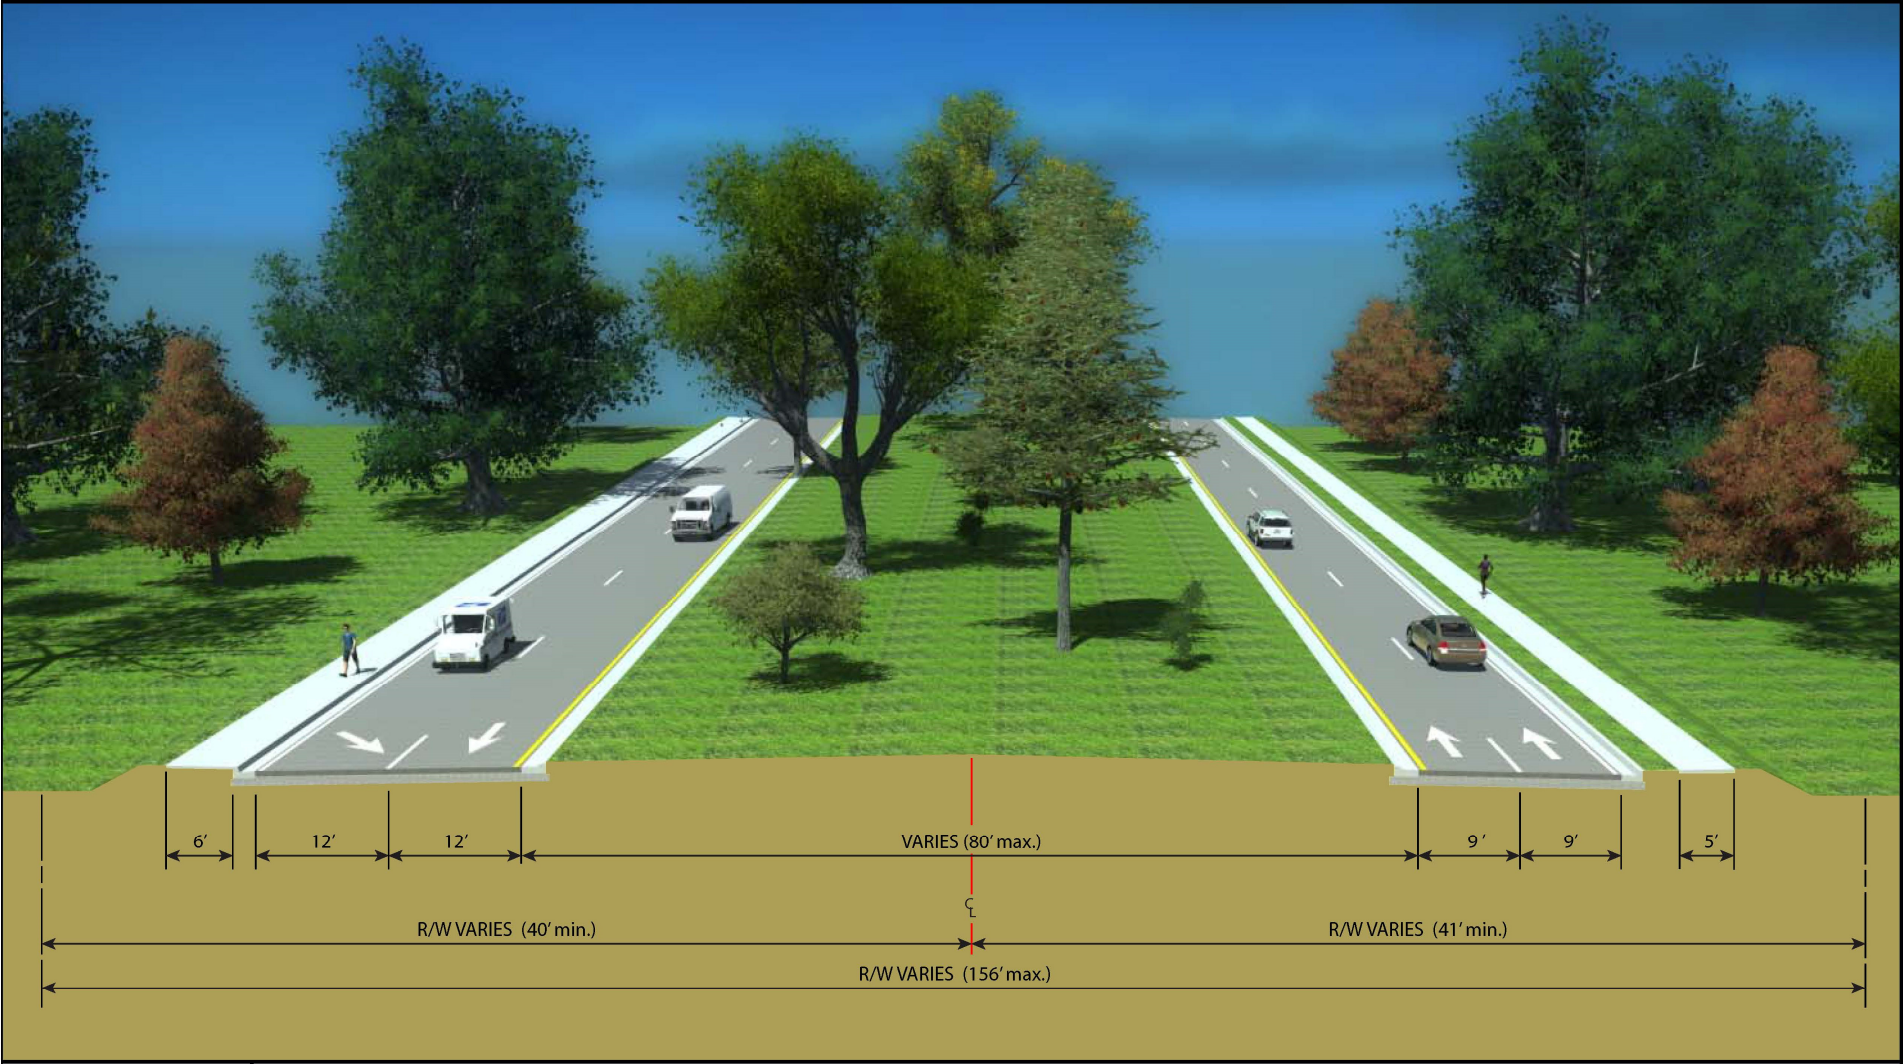 6′
12′
12′
VARIES (80′ max.)
9′
9′
5′
℄
R/W VARIES (40′ min.)
R/W VARIES (41′ min.)
R/W VARIES (156′ max.)